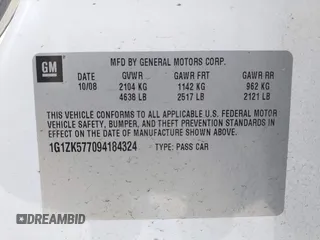 GM
MFD BY GENERAL MOTORS CORP.
DATE GVWR GAWR FRT GAWR RR
10/08 2104 KG 1142 KG 962 KG
4638 LB 2517 LB 2121 LB
THIS VEHICLE CONFORMS TO ALL APPLICABLE U.S. FEDERAL MOTOR
VEHICLE SAFETY, BUMPER, AND THEFT PREVENTION STANDARDS IN
EFFECT ON THE DATE OF MANUFACTURE SHOWN ABOVE.
1G1ZK577094184324 TYPE: PASS CAR
DREAMBID